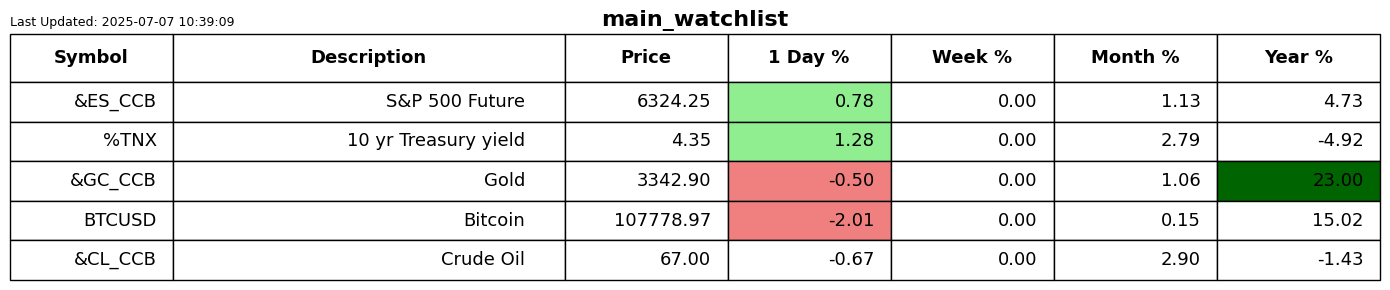 Last Updated: 2025-07-07 10:39:09
main_watchlist
Symbol Description Price 1 Day % Week % Month % Year %
&ES_CCB S&P 500 Future 6324.25 0.78 0.00 1.13 4.73
%TNX 10 yr Treasury yield 4.35 1.28 0.00 2.79 -4.92
&GC_CCB Gold 3342.90 -0.50 0.00 1.06 23.00
BTCUSD Bitcoin 107778.97 -2.01 0.00 0.15 15.02
&CL_CCB Crude Oil 67.00 -0.67 0.00 2.90 -1.43